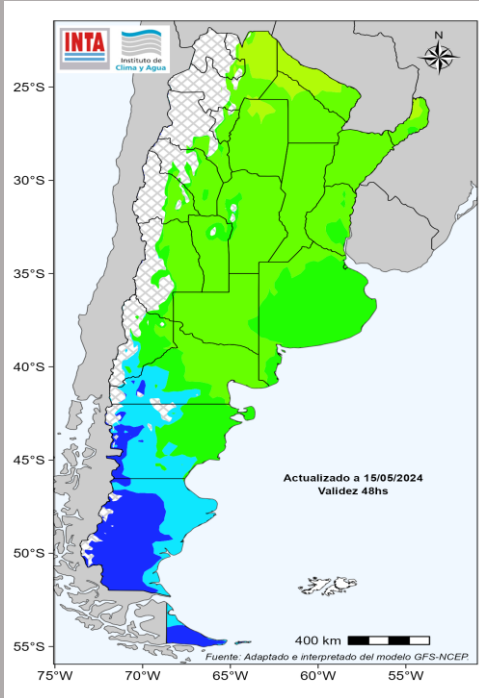 INTA
Instituto de
Clima y Agua
N
25°S
30°S
35°S
40°S
45°S
50°S
55°S
Actualizado a 15/05/2024
Validez 48hs
400 km
Fuente: Adaptado e interpretado del modelo GFS-NCEP.
75°W
70°W
65°W
60°W
55°W